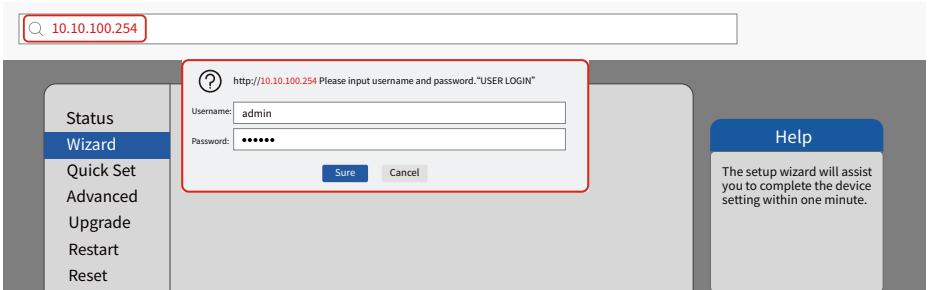 10.10.100.254
http://10.10.100.254 Please input username and password.“USER LOGIN”
Username: admin
Password: ••••••
Sure Cancel
Status
Wizard
Quick Set
Advanced
Upgrade
Restart
Reset
Help
The setup wizard will assist
you to complete the device
setting within one minute.